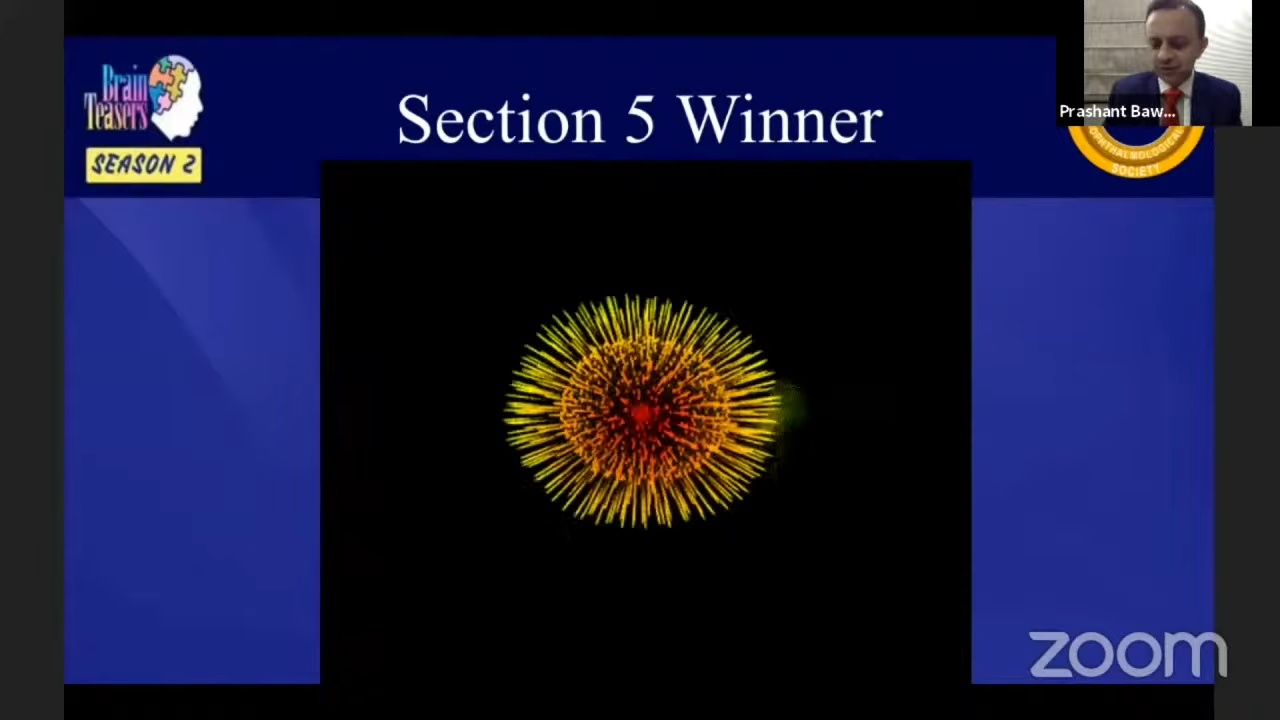 Brain
Teasers
SEASON 2
Section 5 Winner
Prashant Baw...
OPHTHALMOLOGICAL
SOCIETY
zoom